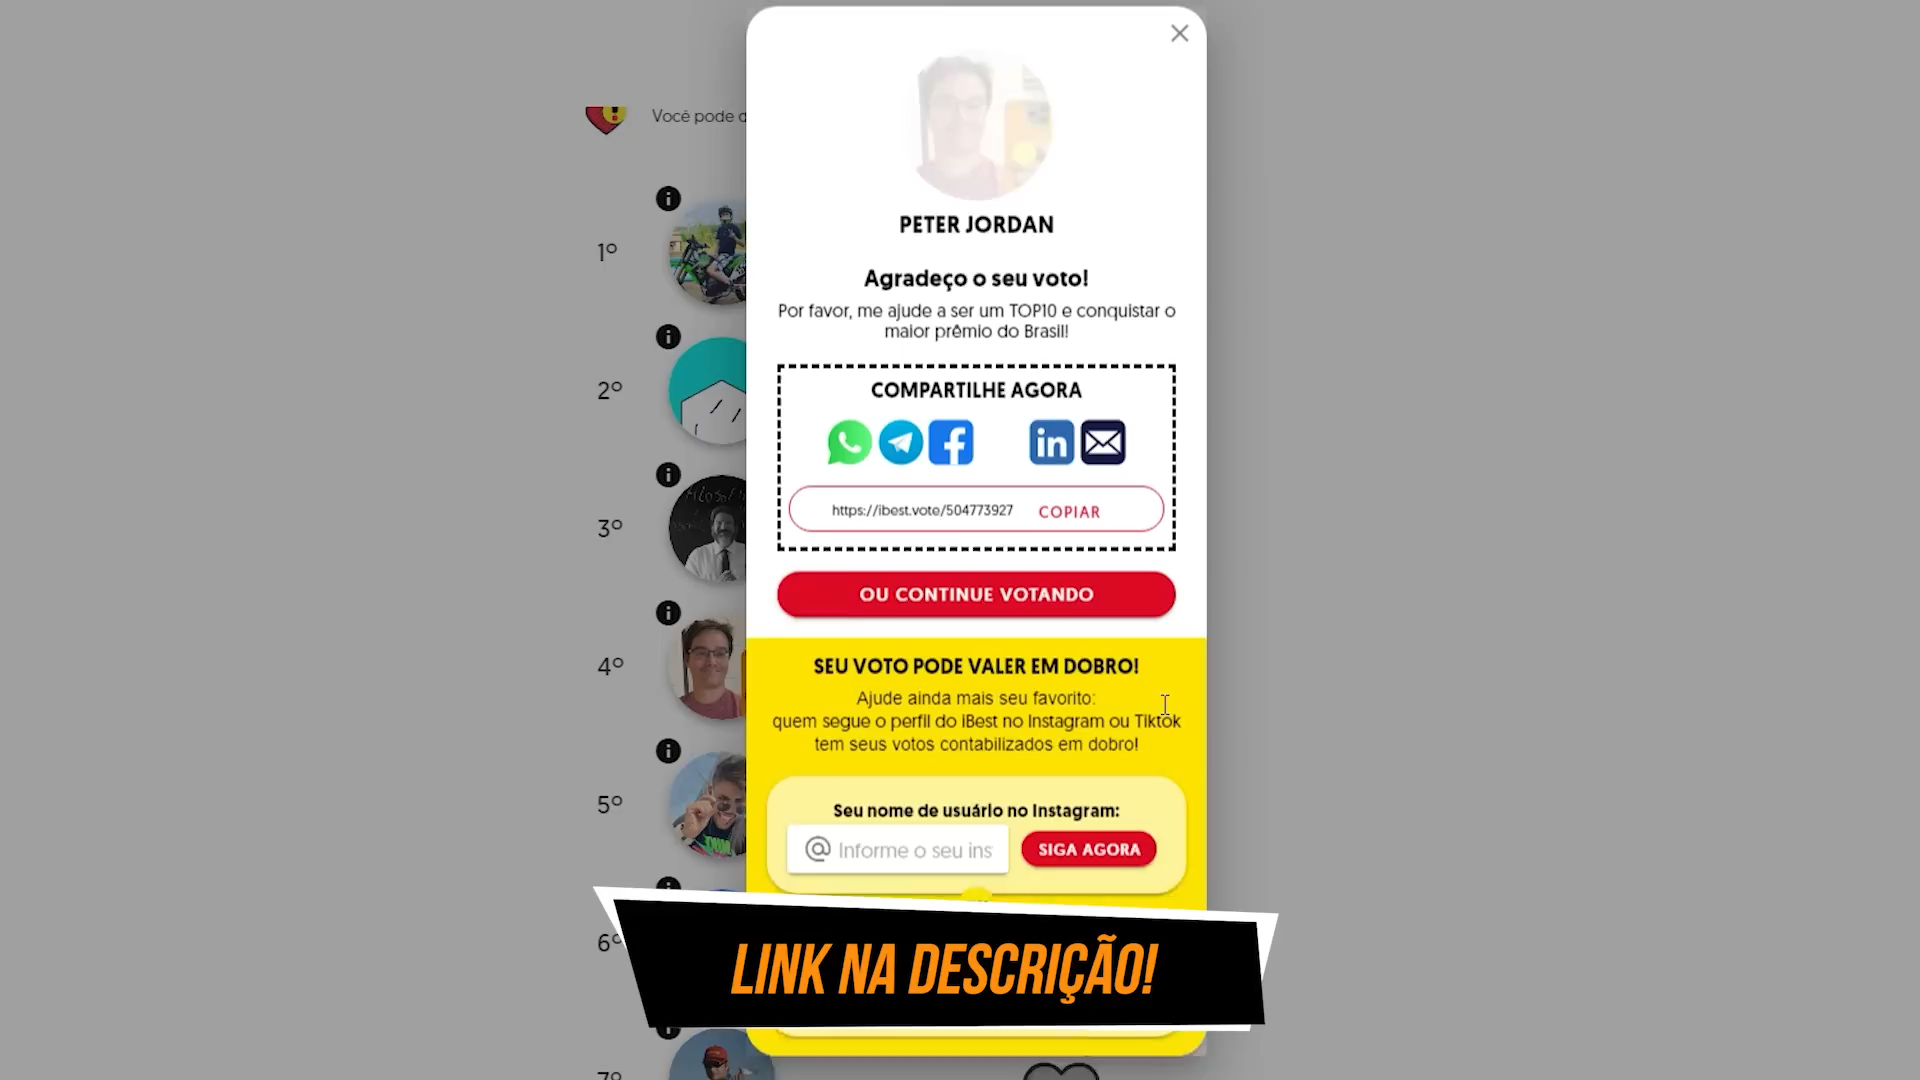 Você pode
1º
2º
3º
4º
5º
6º
7º
PETER JORDAN
Agradeço o seu voto!
Por favor, me ajude a ser um TOP10 e conquistar o
maior prêmio do Brasil!
COMPARTILHE AGORA
https://ibest.vote/504773927 COPIAR
OU CONTINUE VOTANDO
SEU VOTO PODE VALER EM DOBRO!
Ajude ainda mais seu favorito:
quem segue o perfil do iBest no Instagram ou Tiktok
tem seus votos contabilizados em dobro!
Seu nome de usuário no Instagram:
@ Informe o seu ins
SIGA AGORA
LINK NA DESCRIÇÃO!